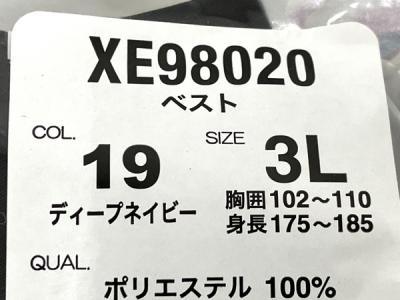 XE98020
ベスト
COL. SIZE
19 3L
ディープネイビー 胸囲102〜110
身長175〜185
QUAL.
ポリエステル 100%